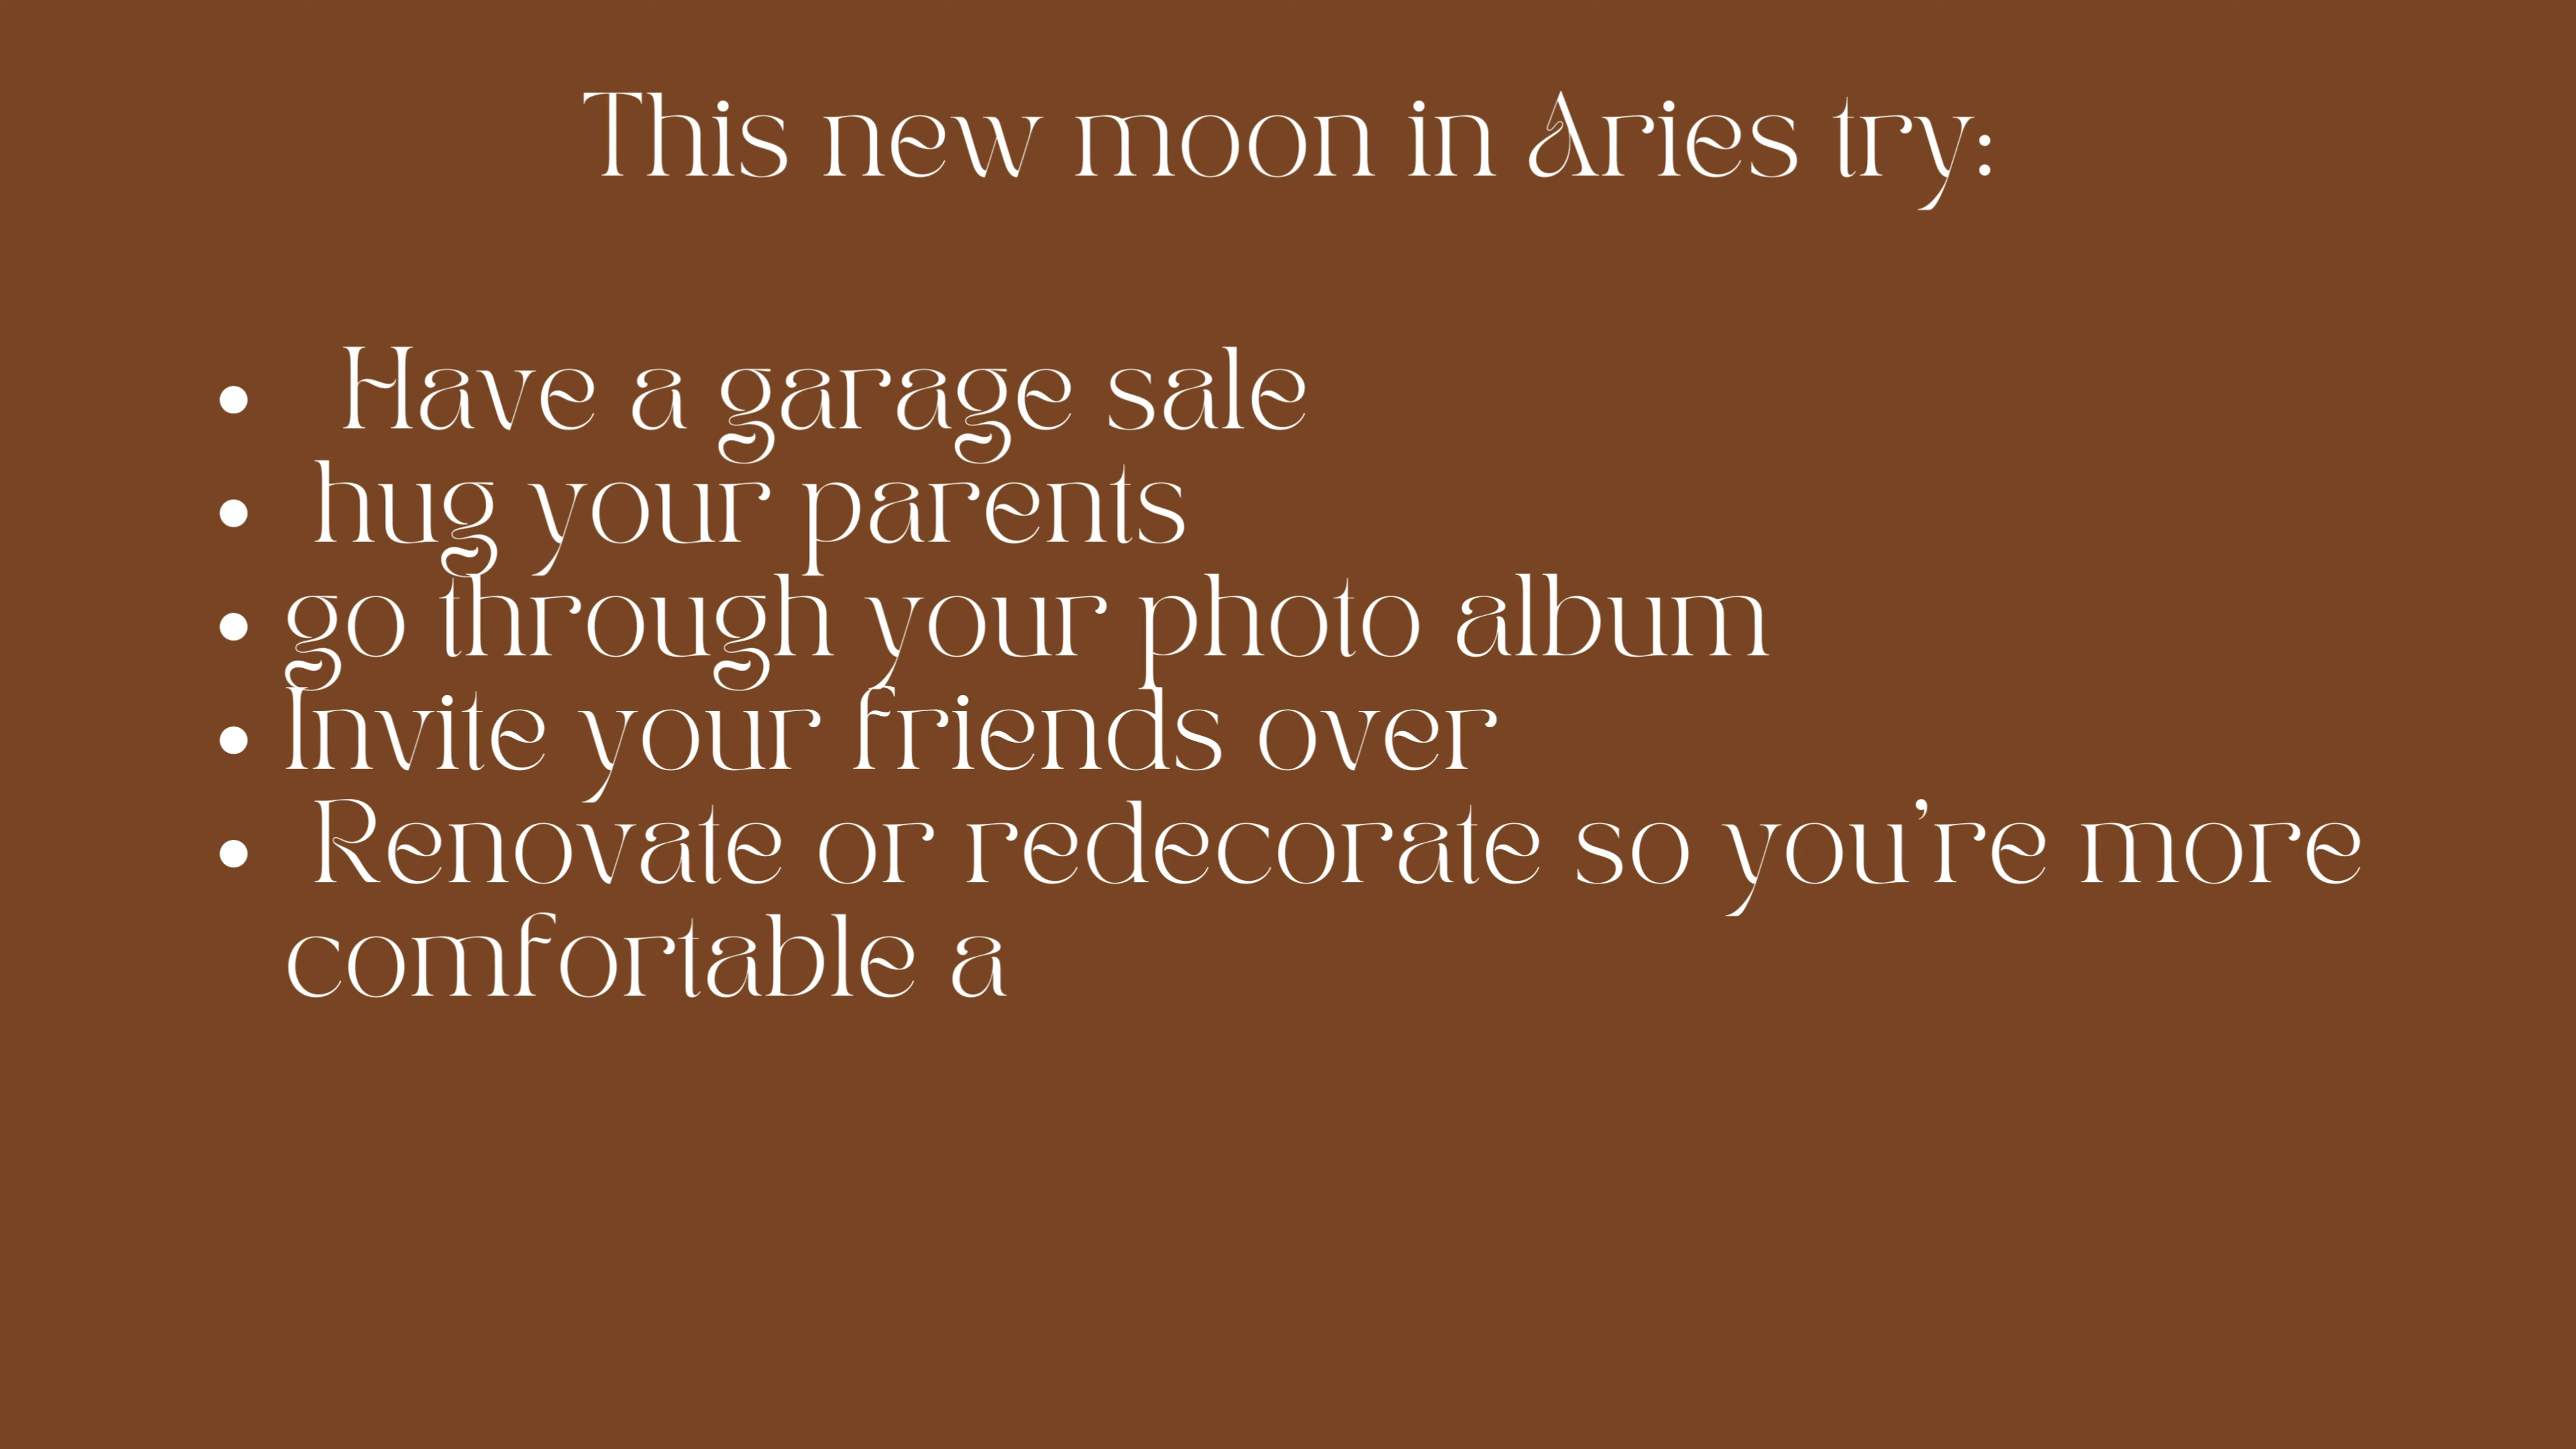 This new moon in Aries try:
• Have a garage sale
• hug your parents
• go through your photo album
• Invite your friends over
• Renovate or redecorate so you're more
comfortable a